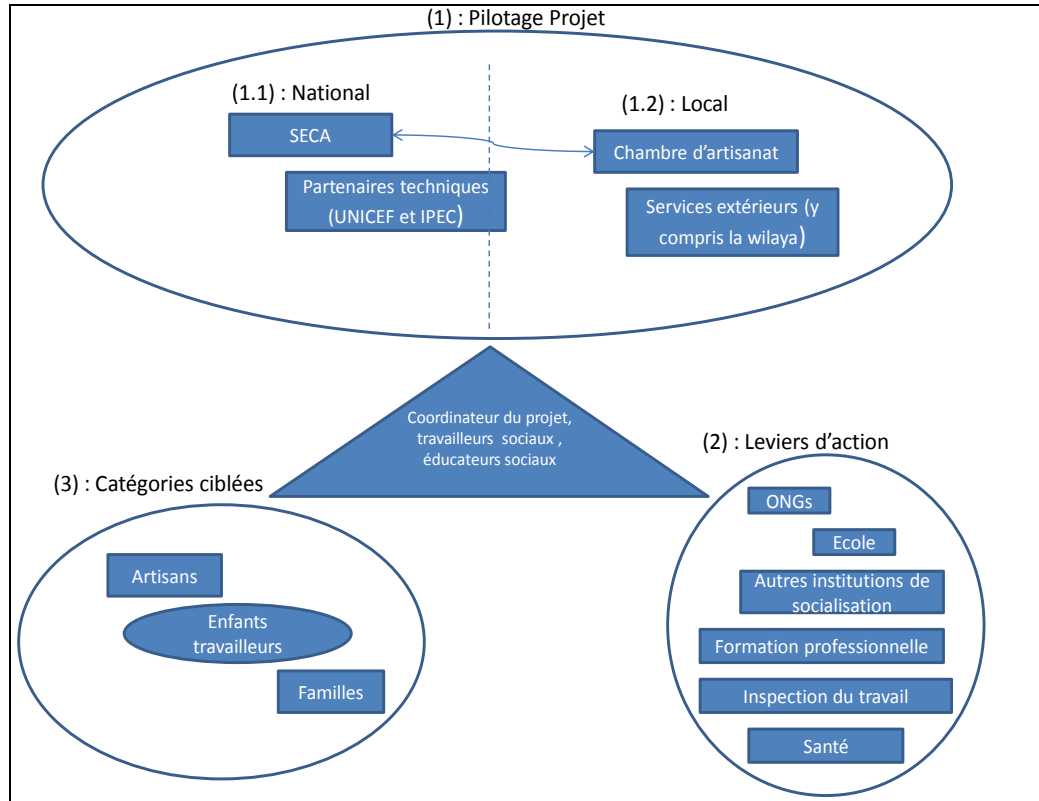 (1) : Pilotage Projet
(1.1) : National
SECA
Partenaires techniques
(UNICEF et IPEC)
(1.2) : Local
Chambre d'artisanat
Services extérieurs (y
compris la wilaya)
Coordinateur du projet,
travailleurs sociaux ,
éducateurs sociaux
(2) : Leviers d'action
ONGs
Ecole
Autres institutions de
socialisation
Formation professionnelle
Inspection du travail
Santé
(3) : Catégories ciblées
Artisans
Enfants
travailleurs
Familles